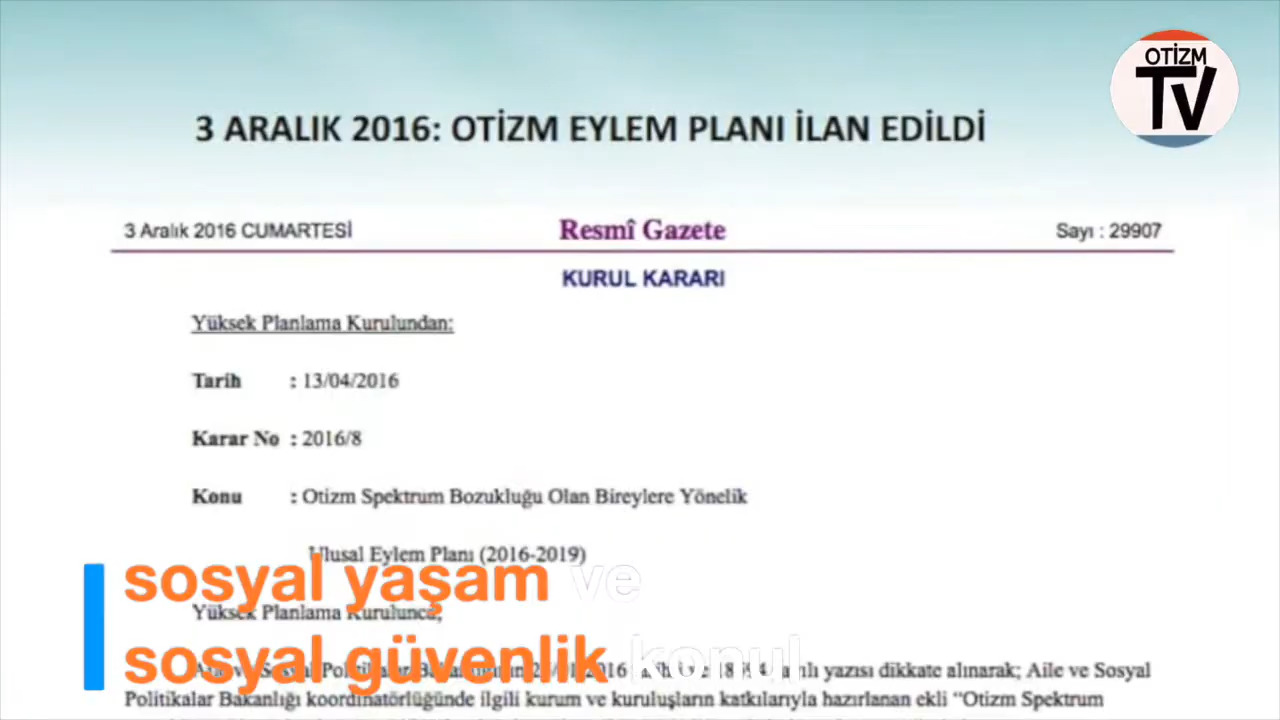 OTİZM
TV
3 ARALIK 2016: OTİZM EYLEM PLANI İLAN EDİLDİ
3 Aralık 2016 CUMARTESİ
Resmî Gazete
Sayı : 29907
KURUL KARARI
Yüksek Planlama Kurulundan:
Tarih : 13/04/2016
Karar No : 2016/8
Konu : Otizm Spektrum Bozukluğu Olan Bireylere Yönelik
Ulusal Eylem Planı (2016-2019)
sosyal yaşam ve
Yüksek Planlama Kurulunca;
sosyal güvenlik konul
yazısı dikkate alınarak; Aile ve Sosyal
Politikalar Bakanlığı koordinatörlüğünde ilgili kurum ve kuruluşların katkılarıyla hazırlanan ekli “Otizm Spektrum